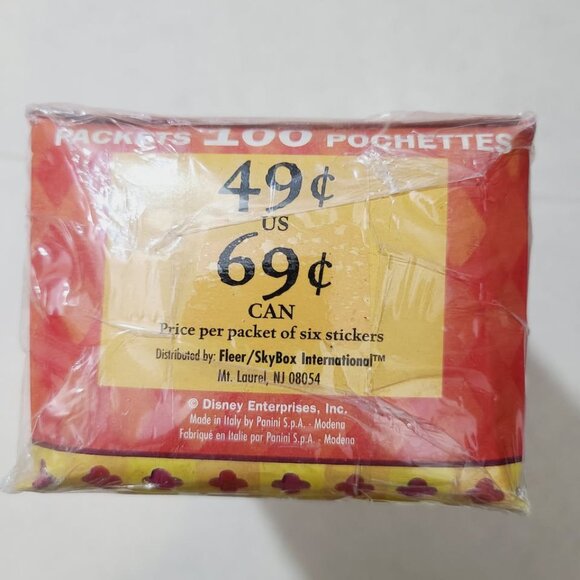 PACKETS 100 POCHETTES
49¢
US
69¢
CAN
Price per packet of six stickers
Distributed by: Fleer/SkyBox International™
Mt. Laurel, NJ 08054
© Disney Enterprises, Inc.
Made in Italy by Panini S.p.A. - Modena
Fabriqué en Italie par Panini S.p.A. - Modena